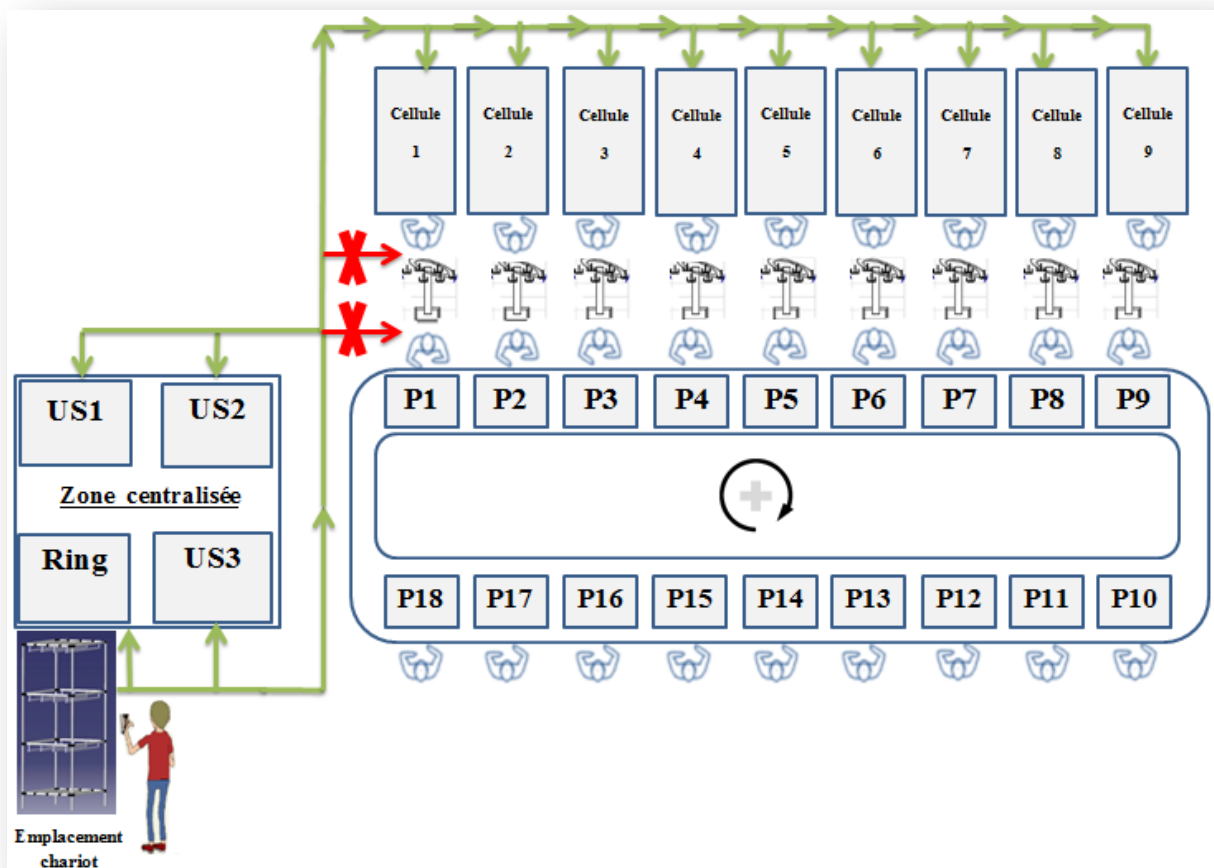 Cellule
1
Cellule
2
Cellule
3
Cellule
4
Cellule
5
Cellule
6
Cellule
7
Cellule
8
Cellule
9
US1
US2
Zone centralisée
Ring
US3
P1
P2
P3
P4
P5
P6
P7
P8
P9
P18
P17
P16
P15
P14
P13
P12
P11
P10
Emplacement
chariot